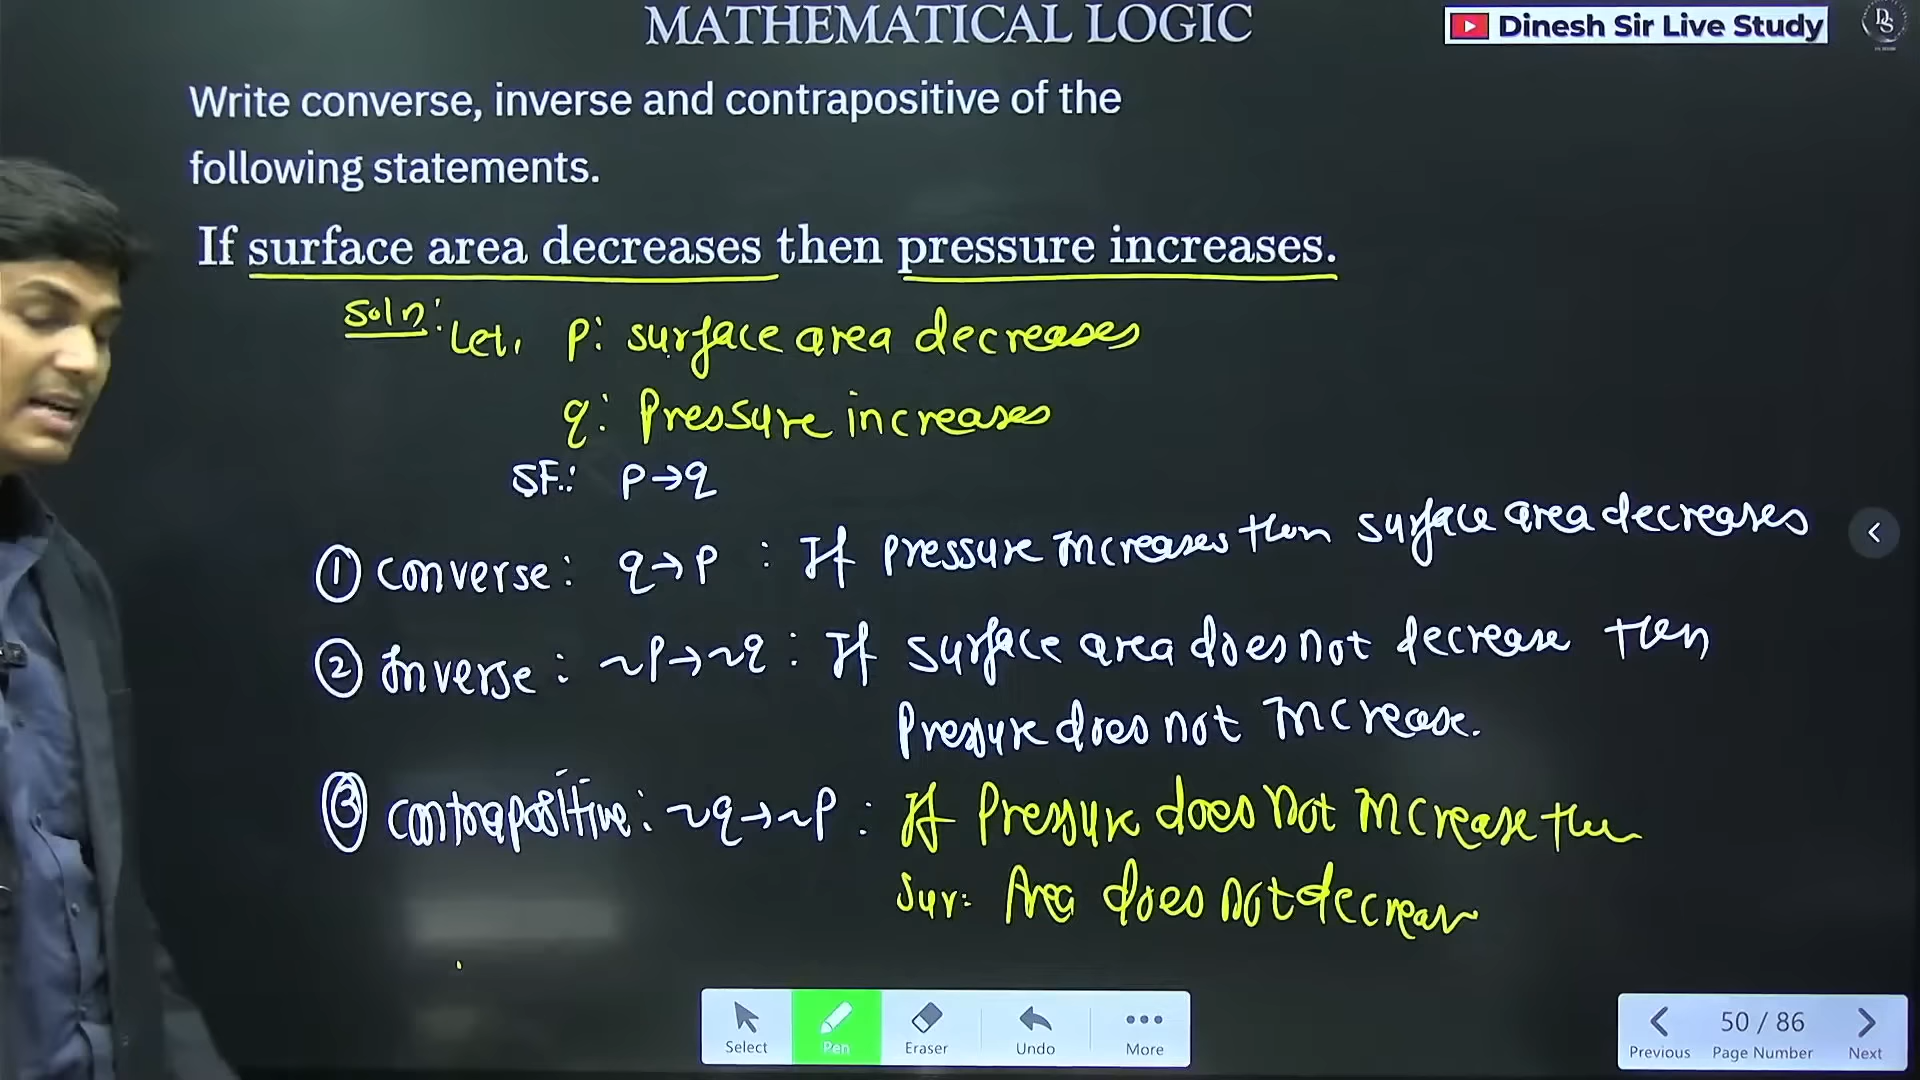 MATHEMATICAL LOGIC
Dinesh Sir Live Study
DS
Write converse, inverse and contrapositive of the
following statements.
If surface area decreases then pressure increases.
Soln: Let, p: surface area decreases
q: Pressure increases
SF.: p→q
① Converse: q→p : If pressure increases then surface area decreases
② Inverse: ~p→~q: If surface area does not decrease then
Pressure does not increase.
③ Contrapositive: ~q→~p: If Pressure does not increase then
Sur. Area does not decrease
Select
Pen
Eraser
Undo
More
50 / 86
Previous
Page Number
Next